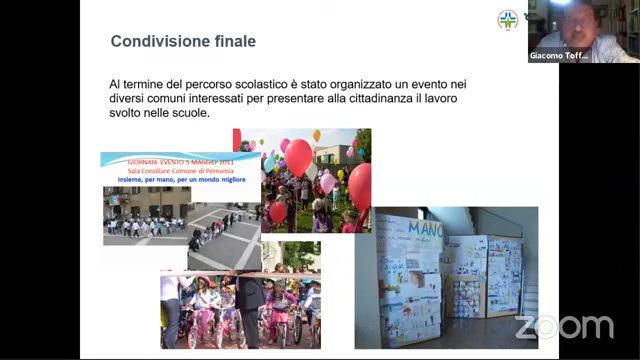 Condivisione finale
Giacomo Toff...
Al termine del percorso scolastico è stato organizzato un evento nei
diversi comuni interessati per presentare alla cittadinanza il lavoro
svolto nelle scuole.
GIORNATA EVENTO 5 MAGGIO 2011
Sala Consiliare Comune di Pernumia
Insieme, per mano, per un mondo migliore
MANO
zoom